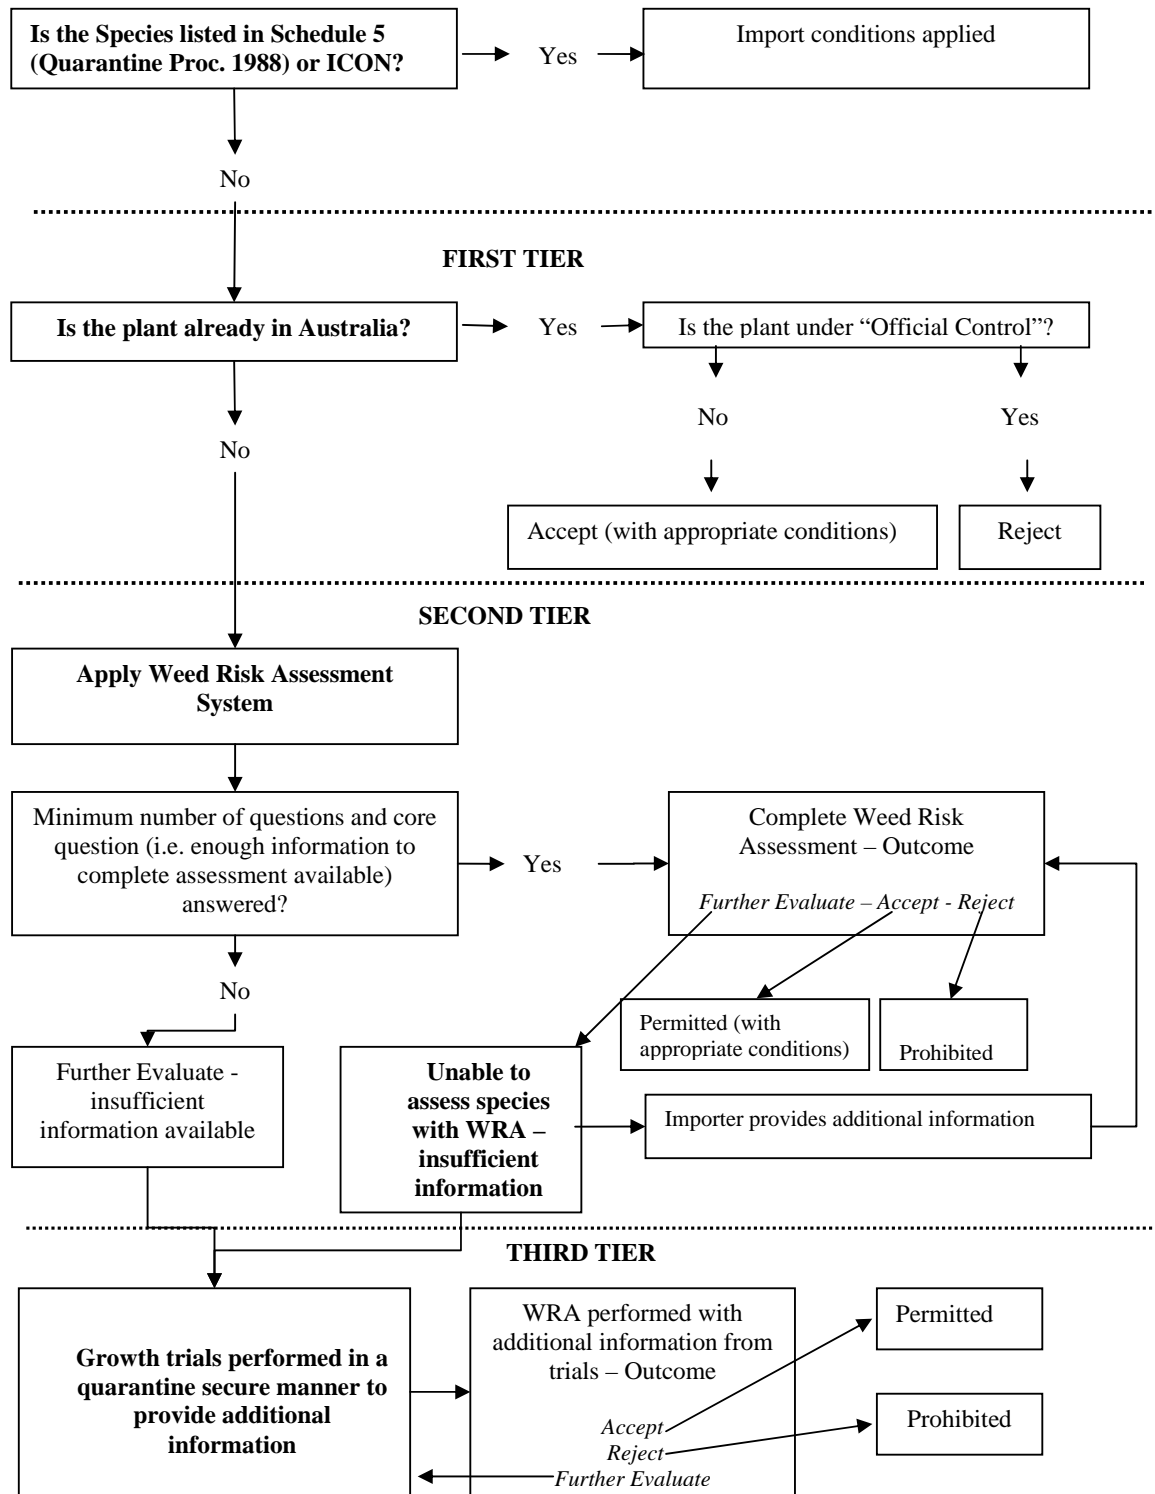 Is the Species listed in Schedule 5
(Quarantine Proc. 1988) or ICON?
Yes
Import conditions applied
No
FIRST TIER
Is the plant already in Australia?
Yes
Is the plant under “Official Control”?
No
Yes
No
Accept (with appropriate conditions)
Reject
SECOND TIER
Apply Weed Risk Assessment
System
Minimum number of questions and core
question (i.e. enough information to
complete assessment available)
answered?
Yes
Complete Weed Risk
Assessment – Outcome
Further Evaluate – Accept - Reject
No
Permitted (with
appropriate conditions)
Prohibited
Further Evaluate -
insufficient
information available
Unable to
assess species
with WRA –
insufficient
information
Importer provides additional information
THIRD TIER
Growth trials performed in a
quarantine secure manner to
provide additional
information
WRA performed with
additional information from
trials – Outcome
Accept
Reject
Further Evaluate
Permitted
Prohibited